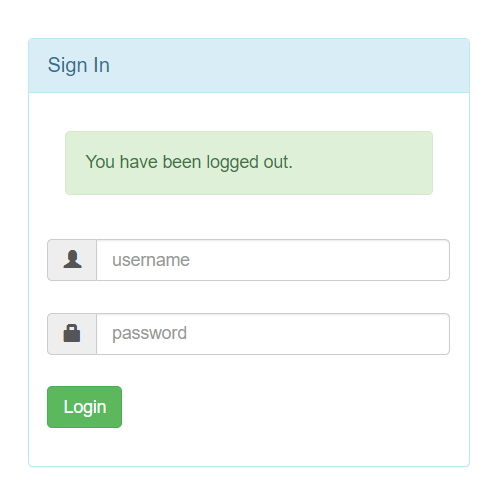 Sign In
You have been logged out.
username
password
Login